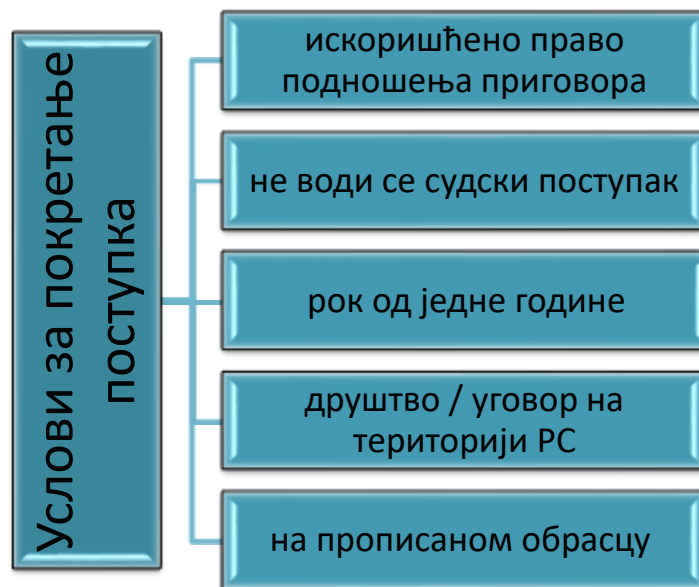 Услови за покретање
поступка
искоришћено право
подношења приговора
не води се судски поступак
рок од једне године
друштво / уговор на
територији РС
на прописаном обрасцу